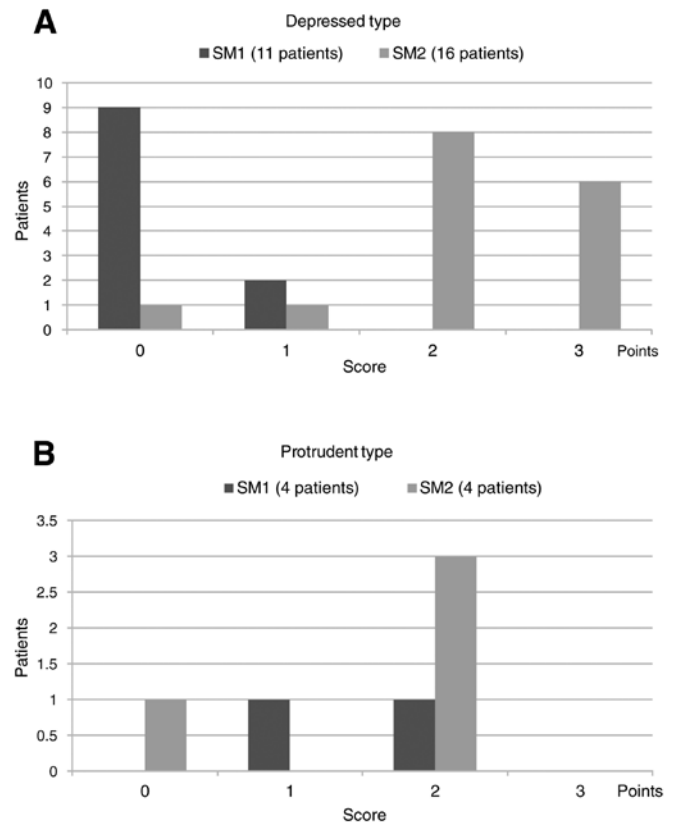 A
Depressed type
SM1 (11 patients) SM2 (16 patients)
10
9
8
7
6
5
4
3
2
1
0
Patients
0 1 2 3 Points
Score
B
Protrudent type
SM1 (4 patients) SM2 (4 patients)
3.5
3
2.5
2
1.5
1
0.5
0
Patients
0 1 2 3 Points
Score